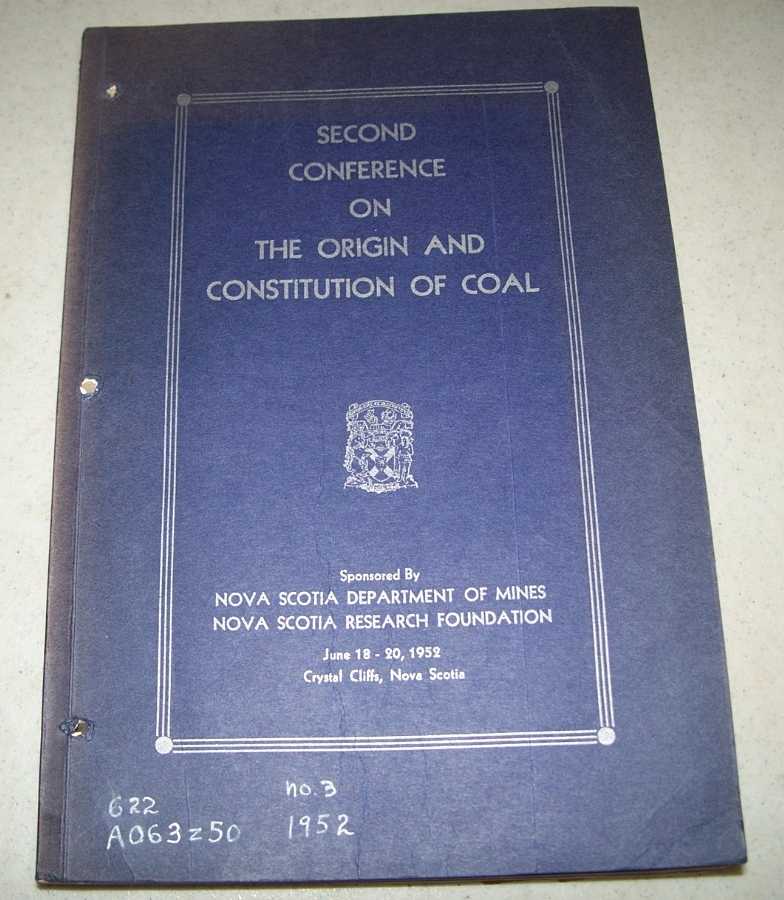 SECOND
CONFERENCE
ON
THE ORIGIN AND
CONSTITUTION OF COAL
Sponsored By
NOVA SCOTIA DEPARTMENT OF MINES
NOVA SCOTIA RESEARCH FOUNDATION
June 18 - 20, 1952
Crystal Cliffs, Nova Scotia
622 no. 3
A063z50 1952